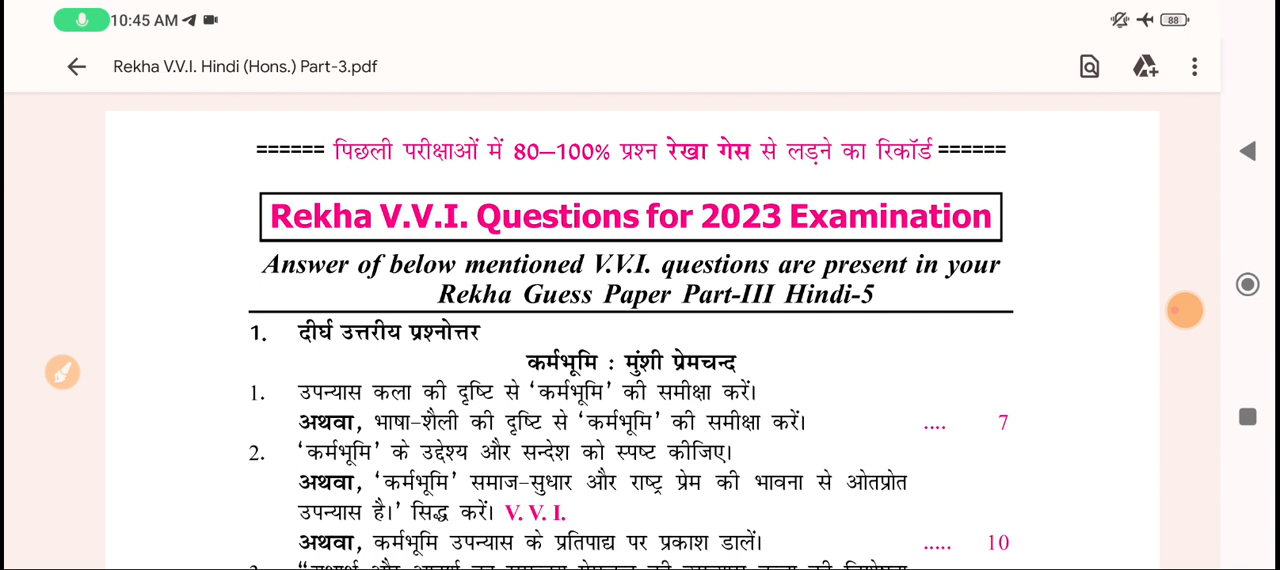 10:45 AM
88
Rekha V.V.I. Hindi (Hons.) Part-3.pdf
====== पिछली परीक्षाओं में 80–100% प्रश्न रेखा गेस से लड़ने का रिकॉर्ड ======
Rekha V.V.I. Questions for 2023 Examination
Answer of below mentioned V.V.I. questions are present in your
Rekha Guess Paper Part-III Hindi-5
1. दीर्घ उत्तरीय प्रश्नोत्तर
कर्मभूमि : मुंशी प्रेमचन्द
1. उपन्यास कला की दृष्टि से ‘कर्मभूमि’ की समीक्षा करें।
अथवा, भाषा-शैली की दृष्टि से ‘कर्मभूमि’ की समीक्षा करें। .... 7
2. ‘कर्मभूमि’ के उद्देश्य और सन्देश को स्पष्ट कीजिए।
अथवा, ‘कर्मभूमि’ समाज-सुधार और राष्ट्र प्रेम की भावना से ओतप्रोत
उपन्यास है।’ सिद्ध करें। V. V. I.
अथवा, कर्मभूमि उपन्यास के प्रतिपाद्य पर प्रकाश डालें। ..... 10